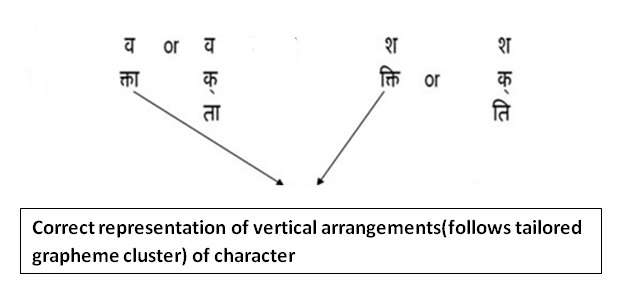 व or व श श
क्ता क् क्ति or क्
ता ति
Correct representation of vertical arrangements(follows tailored
grapheme cluster) of character